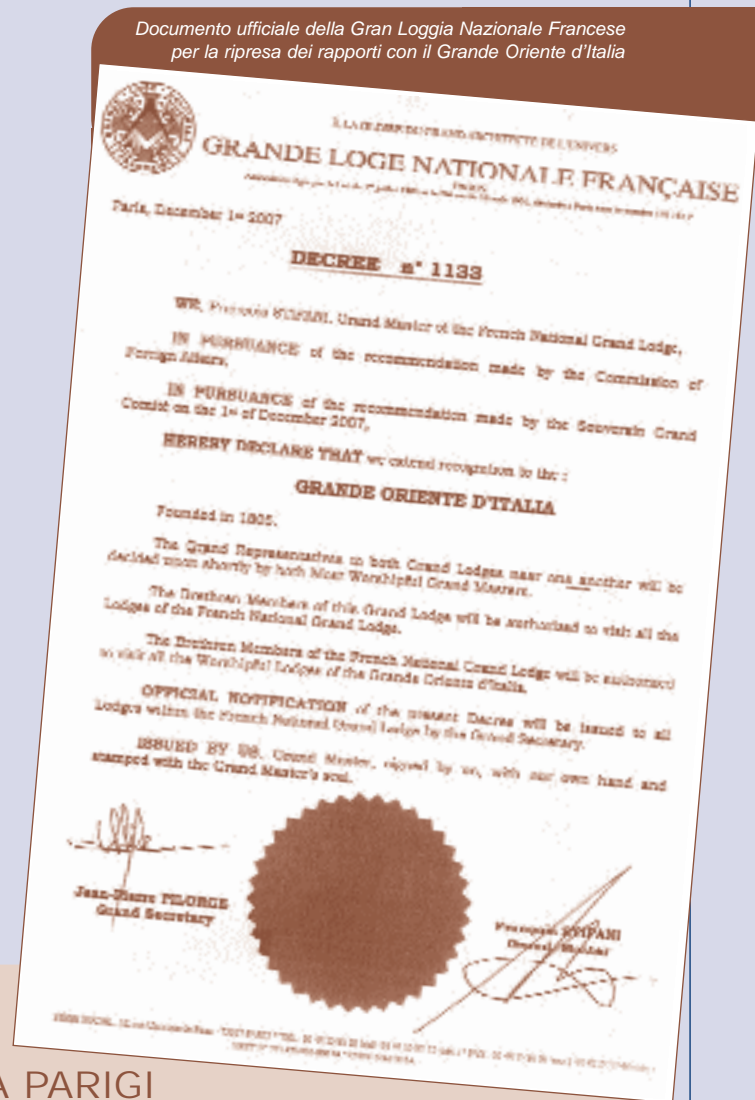 Documento ufficiale della Gran Loggia Nazionale Francese
per la ripresa dei rapporti con il Grande Oriente d'Italia
GRANDE LOGE NATIONALE FRANÇAISE
Paris, December 1st 2007
DECREE n° 1133
WE, François STIFANI, Grand Master of the French National Grand Lodge,
IN PURSUANCE of the recommendation made by the Commission of
Foreign Affairs,
IN PURSUANCE of the recommendation made by the Souverain Grand
Comité on the 1st of December 2007,
HEREBY DECLARE THAT we extend recognition to the :
GRANDE ORIENTE D'ITALIA
Founded in 1805.
The Grand Representatives to both Grand Lodges near one another will be
decided upon shortly by both Most Worshipful Grand Masters.
The Brethren Members of this Grand Lodge will be authorized to visit all the
Lodges of the French National Grand Lodge.
The Brethren Members of the French National Grand Lodge will be authorized
to visit all the Worshipful Lodges of the Grande Oriente d'Italia.
OFFICIAL NOTIFICATION of the present Decree will be issued to all
Lodges within the French National Grand Lodge by the Grand Secretary.
ISSUED BY US, Grand Master, signed by us, with our own hand and
stamped with the Grand Master's seal.
Jean-Pierre PILORGE
Grand Secretary
François STIFANI
Grand Master
A PARIGI